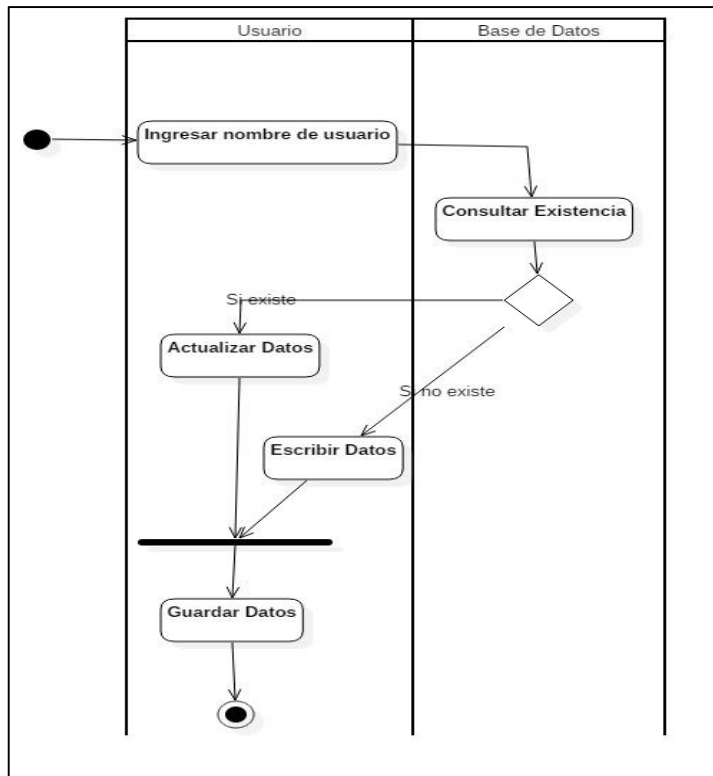 Usuario
Base de Datos
Ingresar nombre de usuario
Consultar Existencia
Si existe
Actualizar Datos
Si no existe
Escribir Datos
Guardar Datos